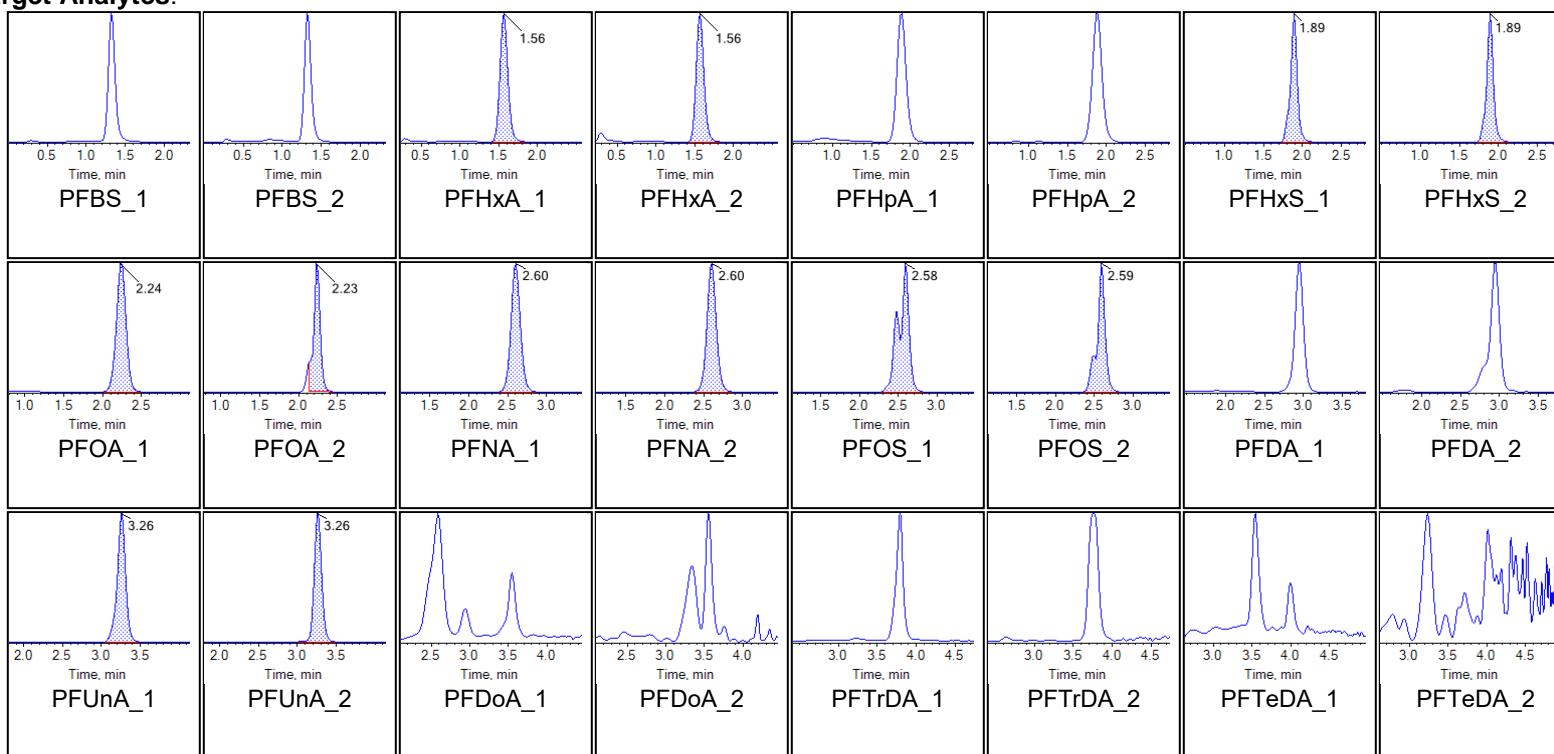 rget Analytes:
1.56 1.56 1.89 1.89
0.5 1.0 1.5 2.0 0.5 1.0 1.5 2.0 0.5 1.0 1.5 2.0 0.5 1.0 1.5 2.0 1.0 1.5 2.0 2.5 1.0 1.5 2.0 2.5 1.0 1.5 2.0 2.5 1.0 1.5 2.0 2.5
Time, min Time, min Time, min Time, min Time, min Time, min Time, min Time, min
PFBS_1 PFBS_2 PFHxA_1 PFHxA_2 PFHpA_1 PFHpA_2 PFHxS_1 PFHxS_2
2.24 2.23 2.60 2.60 2.58 2.59
1.0 1.5 2.0 2.5 1.0 1.5 2.0 2.5 1.5 2.0 2.5 3.0 1.5 2.0 2.5 3.0 1.5 2.0 2.5 3.0 1.5 2.0 2.5 3.0 2.0 2.5 3.0 3.5 2.0 2.5 3.0 3.5
Time, min Time, min Time, min Time, min Time, min Time, min Time, min Time, min
PFOA_1 PFOA_2 PFNA_1 PFNA_2 PFOS_1 PFOS_2 PFDA_1 PFDA_2
3.26 3.26
2.0 2.5 3.0 3.5 4.0 2.0 2.5 3.0 3.5 4.0 2.5 3.0 3.5 4.0 2.5 3.0 3.5 4.0 3.0 3.5 4.0 4.5 3.0 3.5 4.0 4.5 3.0 3.5 4.0 4.5 3.0 3.5 4.0 4.5
Time, min Time, min Time, min Time, min Time, min Time, min Time, min Time, min
PFUnA_1 PFUnA_2 PFDoA_1 PFDoA_2 PFTrDA_1 PFTrDA_2 PFTeDA_1 PFTeDA_2